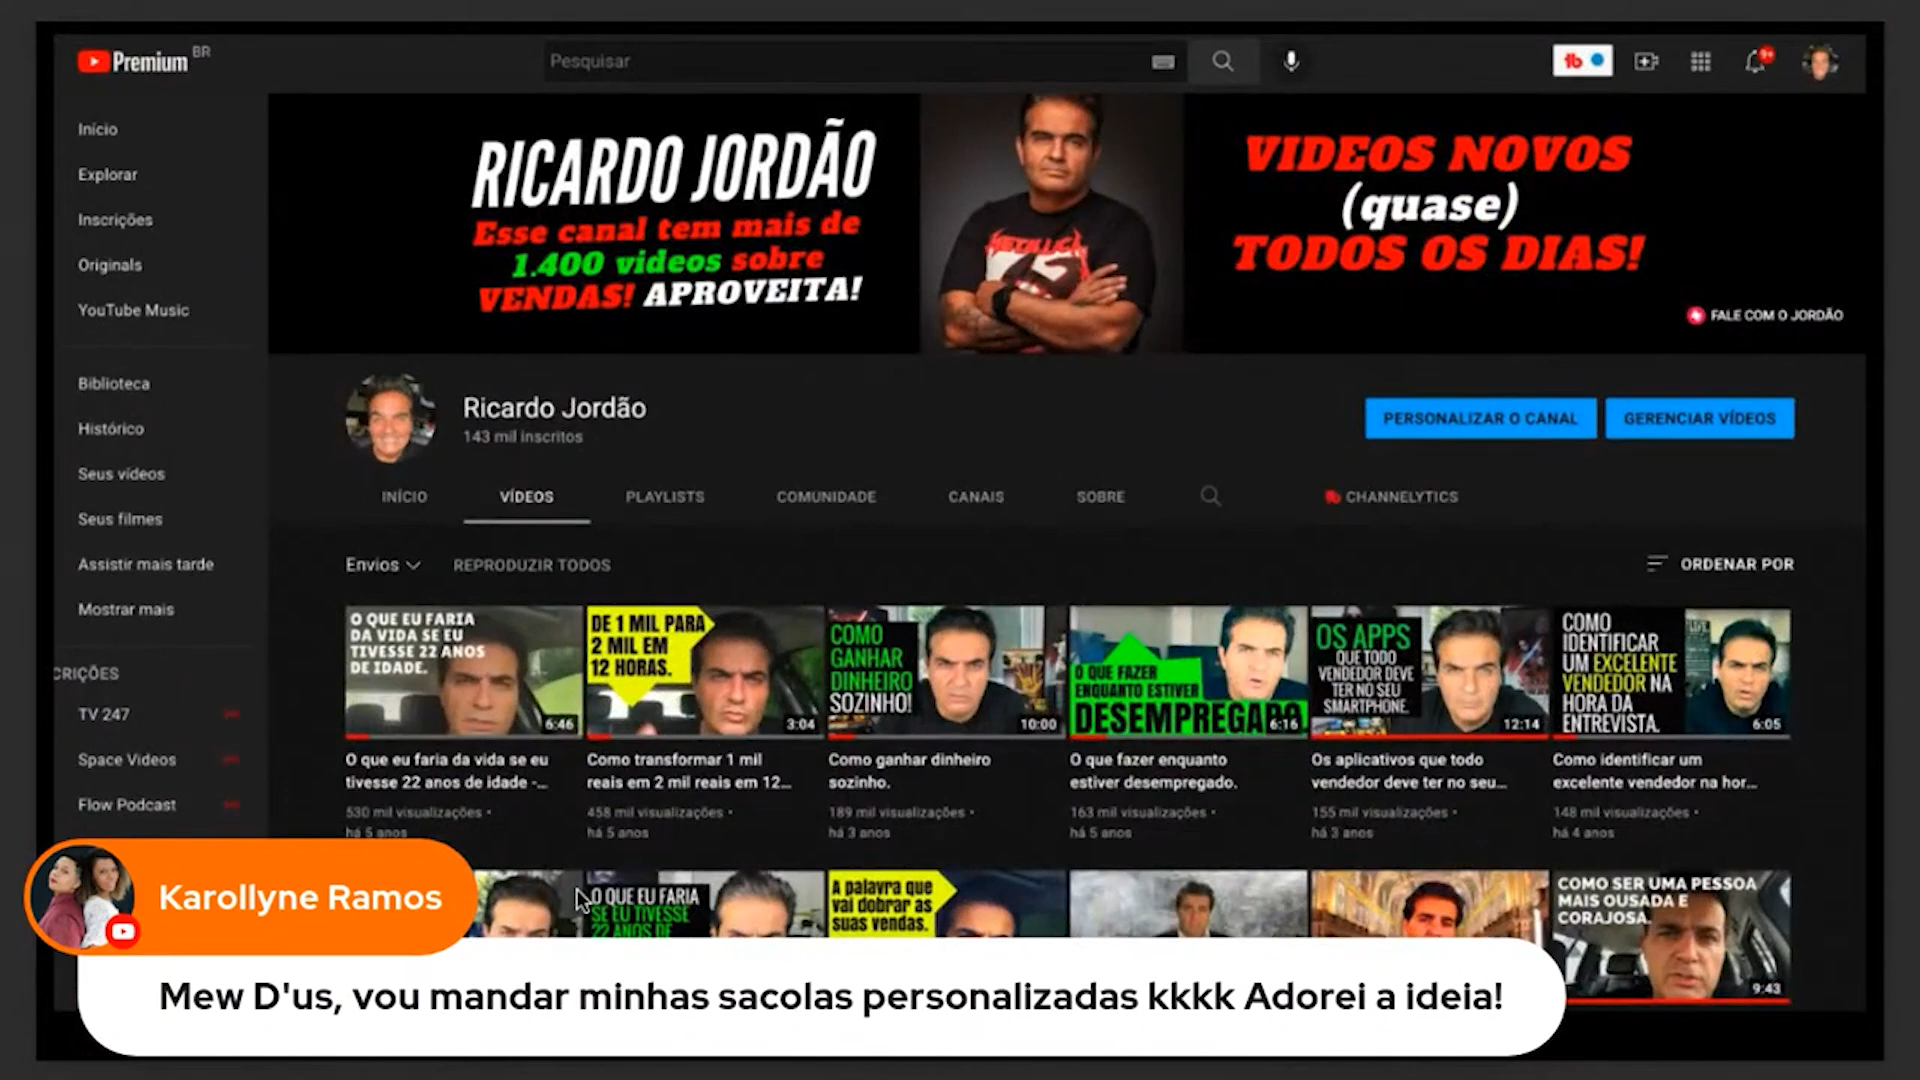 Premium BR
Pesquisar
Início
Explorar
Inscrições
Originals
YouTube Music
Biblioteca
Histórico
Seus vídeos
Seus filmes
Assistir mais tarde
Mostrar mais
CRIÇÕES
TV 247
Space Videos
Flow Podcast
RICARDO JORDÃO
Esse canal tem mais de
1.400 videos sobre
VENDAS! APROVEITA!
METALLICA
VIDEOS NOVOS
(quase)
TODOS OS DIAS!
FALE COM O JORDÃO
Ricardo Jordão
143 mil inscritos
PERSONALIZAR O CANAL
GERENCIAR VÍDEOS
INÍCIO
VÍDEOS
PLAYLISTS
COMUNIDADE
CANAIS
SOBRE
CHANNELYTICS
Envios
REPRODUZIR TODOS
ORDENAR POR
O QUE EU FARIA
DA VIDA SE EU
TIVESSE 22 ANOS
DE IDADE.
6:46
O que eu faria da vida se eu
tivesse 22 anos de idade -...
530 mil visualizações •
há 5 anos
DE 1 MIL PARA
2 MIL EM
12 HORAS.
3:04
Como transformar 1 mil
reais em 2 mil reais em 12...
458 mil visualizações •
há 5 anos
COMO
GANHAR
DINHEIRO
SOZINHO!
10:00
Como ganhar dinheiro
sozinho.
189 mil visualizações •
há 3 anos
O QUE FAZER
ENQUANTO ESTIVER
DESEMPREGADO
6:16
O que fazer enquanto
estiver desempregado.
163 mil visualizações •
há 5 anos
OS APPS
QUE TODO
VENDEDOR DEVE
TER NO SEU
SMARTPHONE.
12:14
Os aplicativos que todo
vendedor deve ter no seu...
155 mil visualizações •
há 3 anos
COMO
IDENTIFICAR
UM EXCELENTE
VENDEDOR NA
HORA DA
ENTREVISTA.
6:05
Como identificar um
excelente vendedor na hor...
148 mil visualizações •
há 4 anos
O QUE EU FARIA
SE EU TIVESSE
22 ANOS DE
A palavra que
vai dobrar as
suas vendas.
COMO SER UMA PESSOA
MAIS OUSADA E
CORAJOSA.
9:43
Karollyne Ramos
Mew D'us, vou mandar minhas sacolas personalizadas kkkk Adorei a ideia!